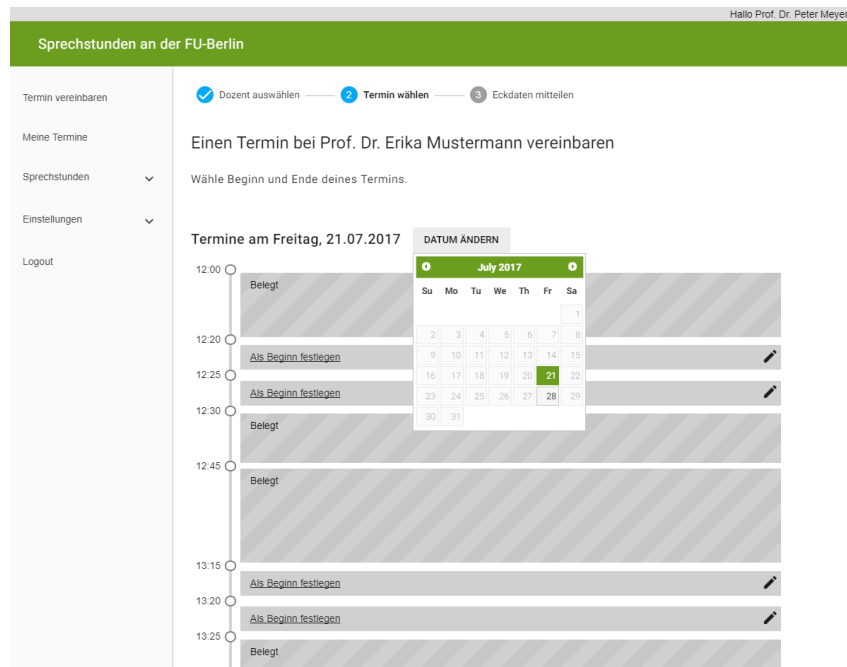 Hallo Prof. Dr. Peter Meyer
Sprechstunden an der FU-Berlin
Termin vereinbaren
Meine Termine
Sprechstunden
Einstellungen
Logout
Dozent auswählen 2 Termin wählen 3 Eckdaten mitteilen
Einen Termin bei Prof. Dr. Erika Mustermann vereinbaren
Wähle Beginn und Ende deines Termins.
Termine am Freitag, 21.07.2017 DATUM ÄNDERN
July 2017
Su Mo Tu We Th Fr Sa
1
2 3 4 5 6 7 8
9 10 11 12 13 14 15
16 17 18 19 20 21 22
23 24 25 26 27 28 29
30 31
12:00
Belegt
12:20
Als Beginn festlegen
12:25
Als Beginn festlegen
12:30
Belegt
12:45
Belegt
13:15
Als Beginn festlegen
13:20
Als Beginn festlegen
13:25
Belegt